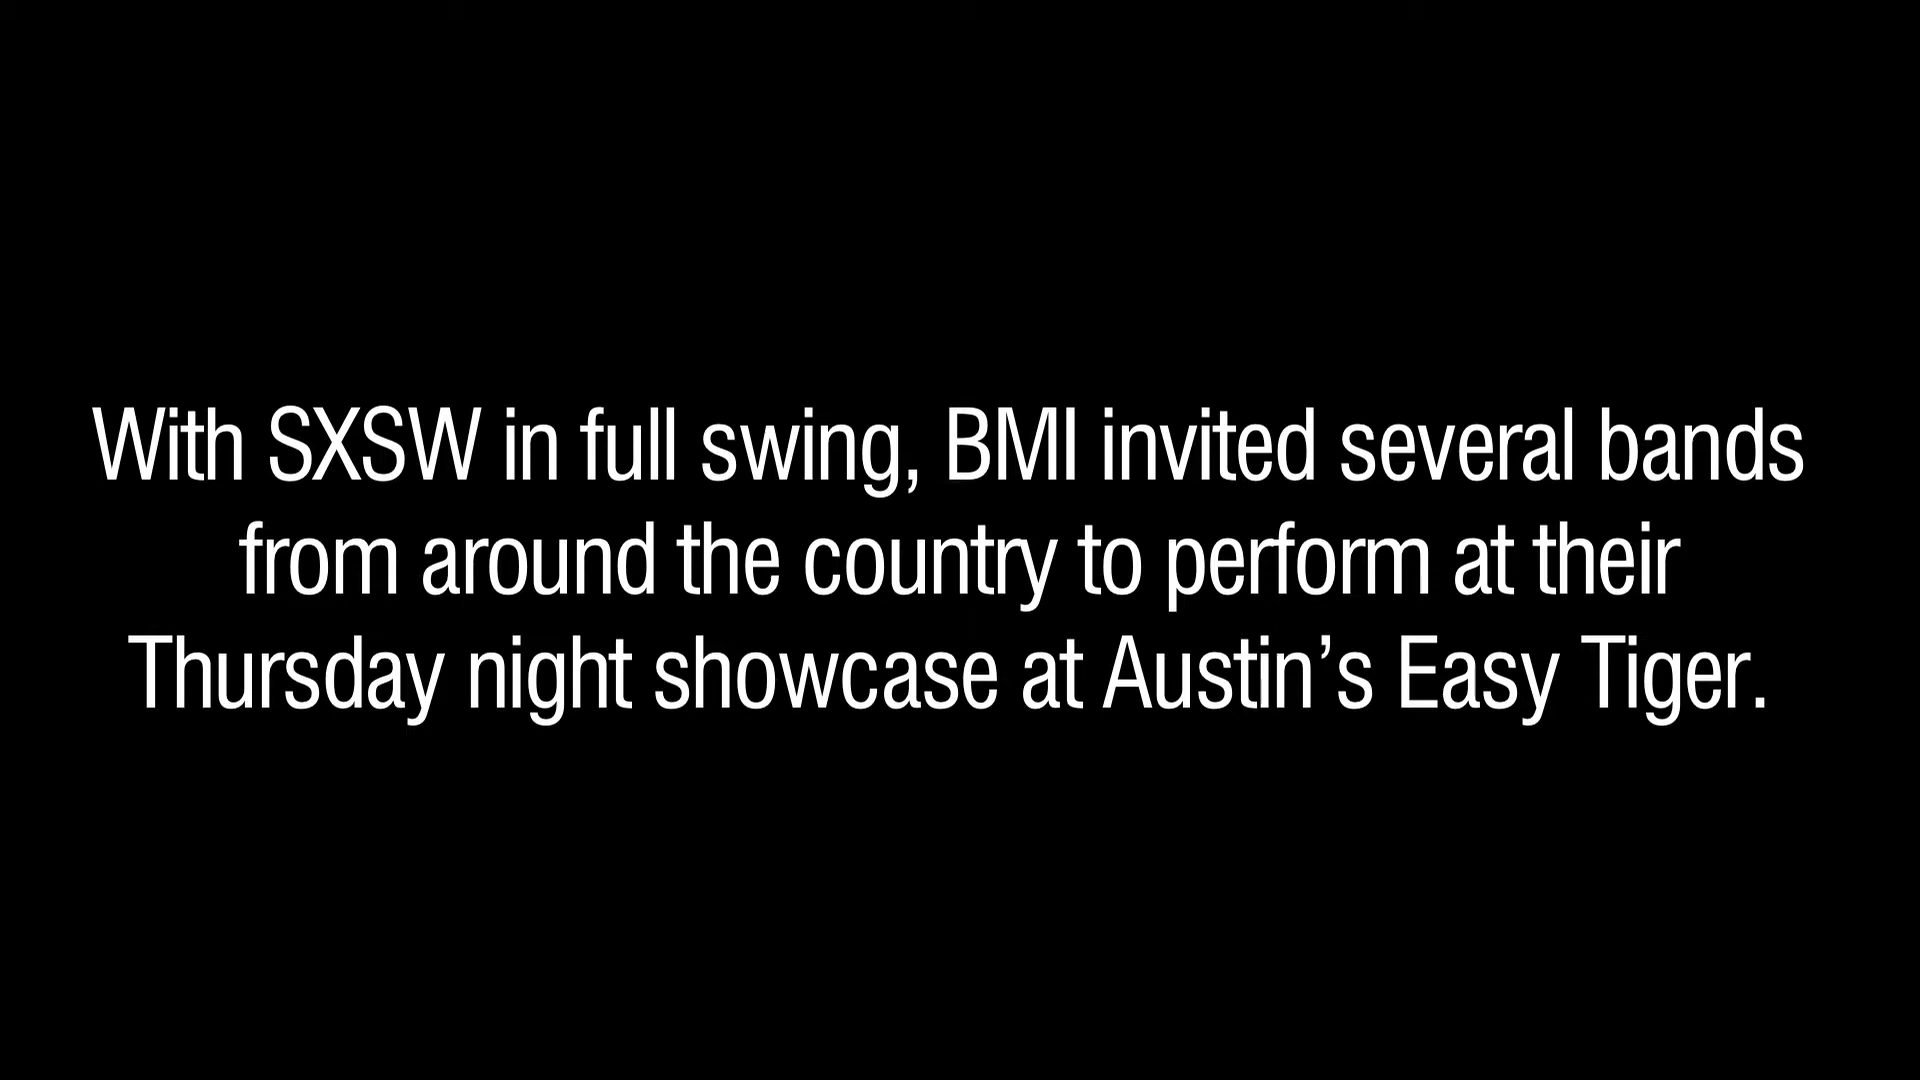 With SXSW in full swing, BMI invited several bands
from around the country to perform at their
Thursday night showcase at Austin’s Easy Tiger.